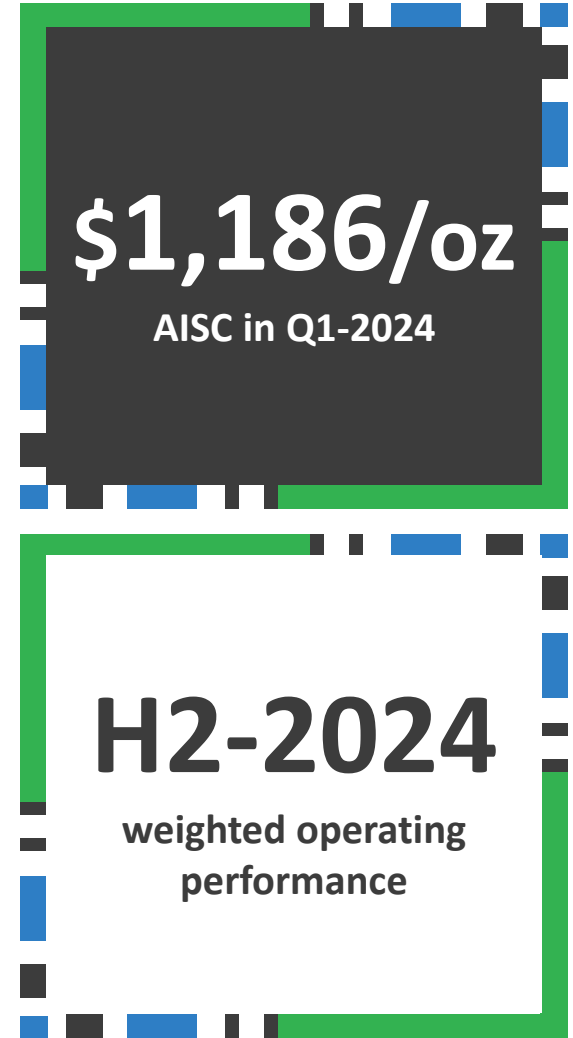 $1,186/oz
AISC in Q1-2024
H2-2024
weighted operating
performance